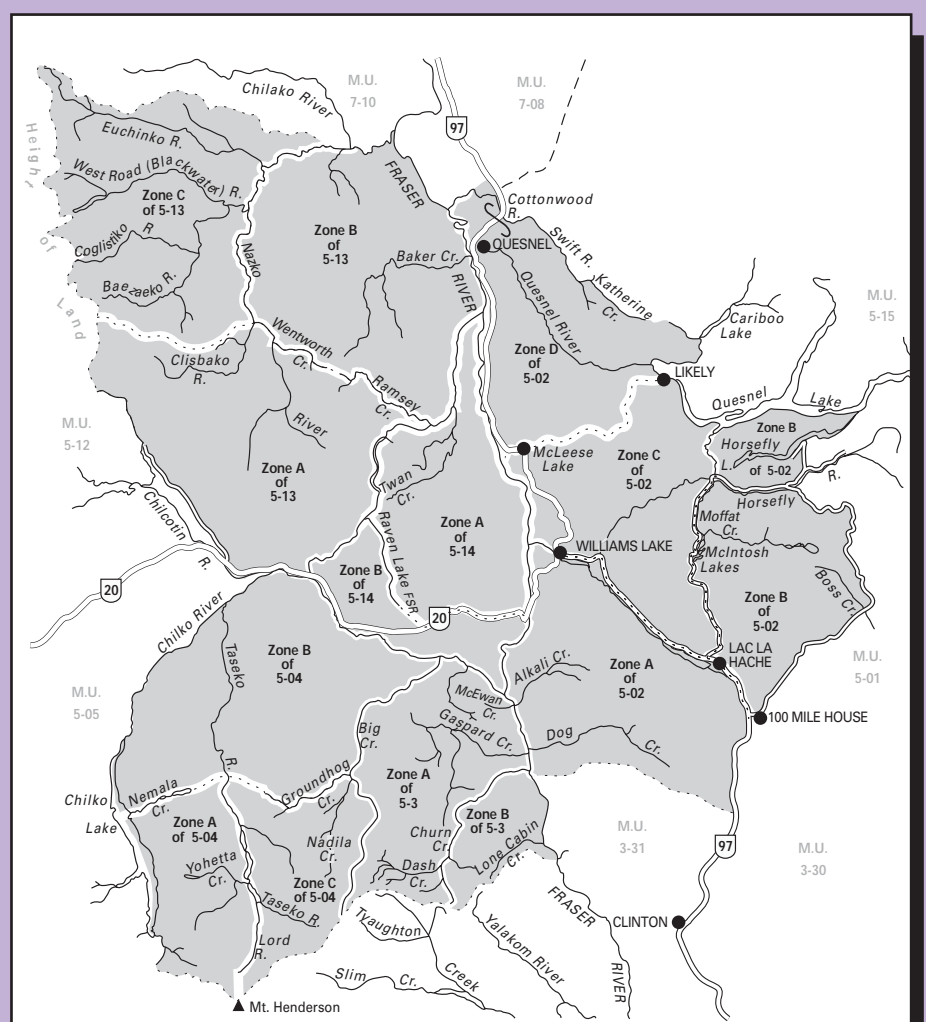 M.U.
7-10
M.U.
7-08
Chilako River
97
Height
of
Land
Euchinko R.
West Road (Blackwater) R.
Zone C
of 5-13
Coglistiko R
Baezaeko R.
Nazko
Zone B
of
5-13
FRASER
RIVER
Baker Cr.
Cottonwood
R.
QUESNEL
Swift R.
Katherine
Cr.
Quesnel River
Cariboo
Lake
M.U.
5-15
Wentworth
Cr.
Clisbako
R.
Ramsey
Cr.
River
Zone D
of
5-02
LIKELY
Quesnel
Lake
Zone B
of 5-02
Horsefly
L.
Horsefly
R.
M.U.
5-12
Zone A
of
5-13
McLeese
Lake
Zone C
of
5-02
Twan
Cr.
Chilcotin
R.
Raven Lake FSR
Zone A
of
5-14
Zone B
of
5-14
WILLIAMS LAKE
Moffat
Cr.
McIntosh
Lakes
Boss Cr.
Zone B
of
5-02
20
20
LAC LA
HACHE
M.U.
5-01
100 MILE HOUSE
Chilko River
Taseko
R.
Zone B
of
5-04
Alkali Cr.
McEwan
Cr.
Zone A
of
5-02
M.U.
5-05
Big
Cr.
Gaspard Cr.
Dog
Cr.
Groundhog
Cr.
Zone A
of
5-3
Chilko
Lake
Nemala
Cr.
Zone A
of 5-04
Zone B
of 5-3
Churn
Cr.
Lone Cabin
Cr.
Nadila
Cr.
Yohetta
Cr.
Dash
Cr.
Zone C
of 5-04
Taseko R.
M.U.
3-31
97
M.U.
3-30
Lord
R.
Tyaughton
Creek
Yalakom River
FRASER
RIVER
CLINTON
Slim Cr.
Mt. Henderson